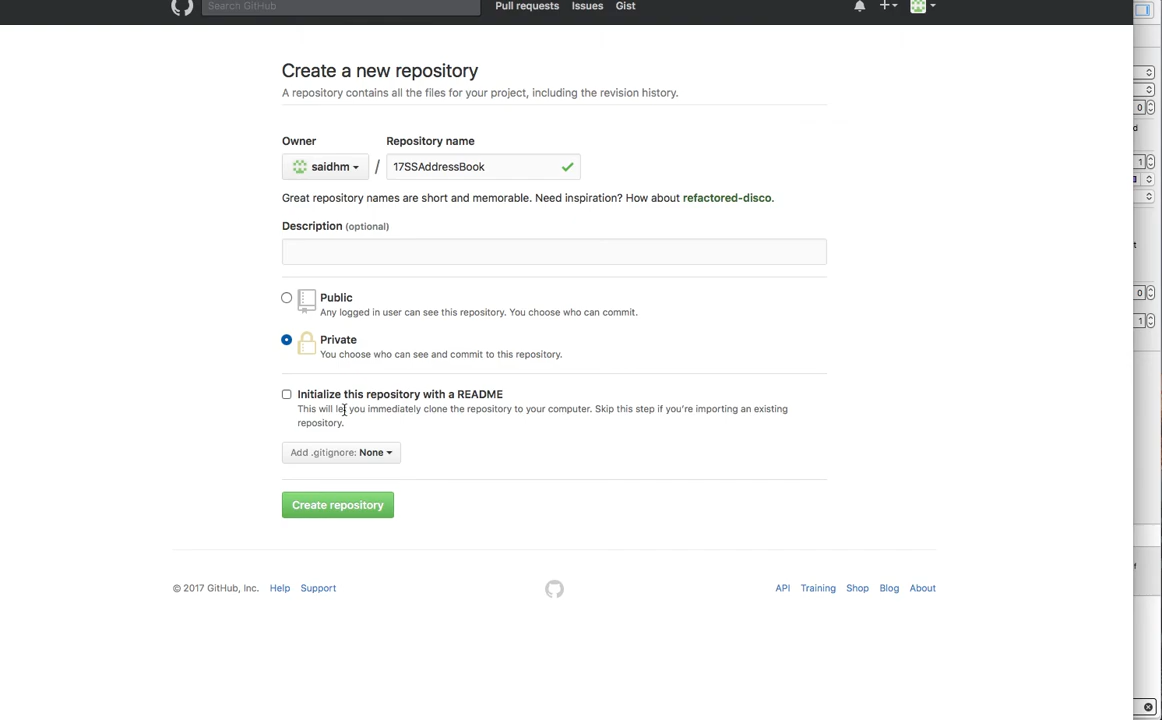 Search GitHub
Pull requests Issues Gist
Create a new repository
A repository contains all the files for your project, including the revision history.
Owner Repository name
saidhm / 17SSAddressBook
Great repository names are short and memorable. Need inspiration? How about refactored-disco.
Description (optional)
Public
Any logged in user can see this repository. You choose who can commit.
Private
You choose who can see and commit to this repository.
Initialize this repository with a README
This will let you immediately clone the repository to your computer. Skip this step if you're importing an existing
repository.
Add .gitignore: None
Create repository
© 2017 GitHub, Inc. Help Support API Training Shop Blog About
0
d
1
t
0
1